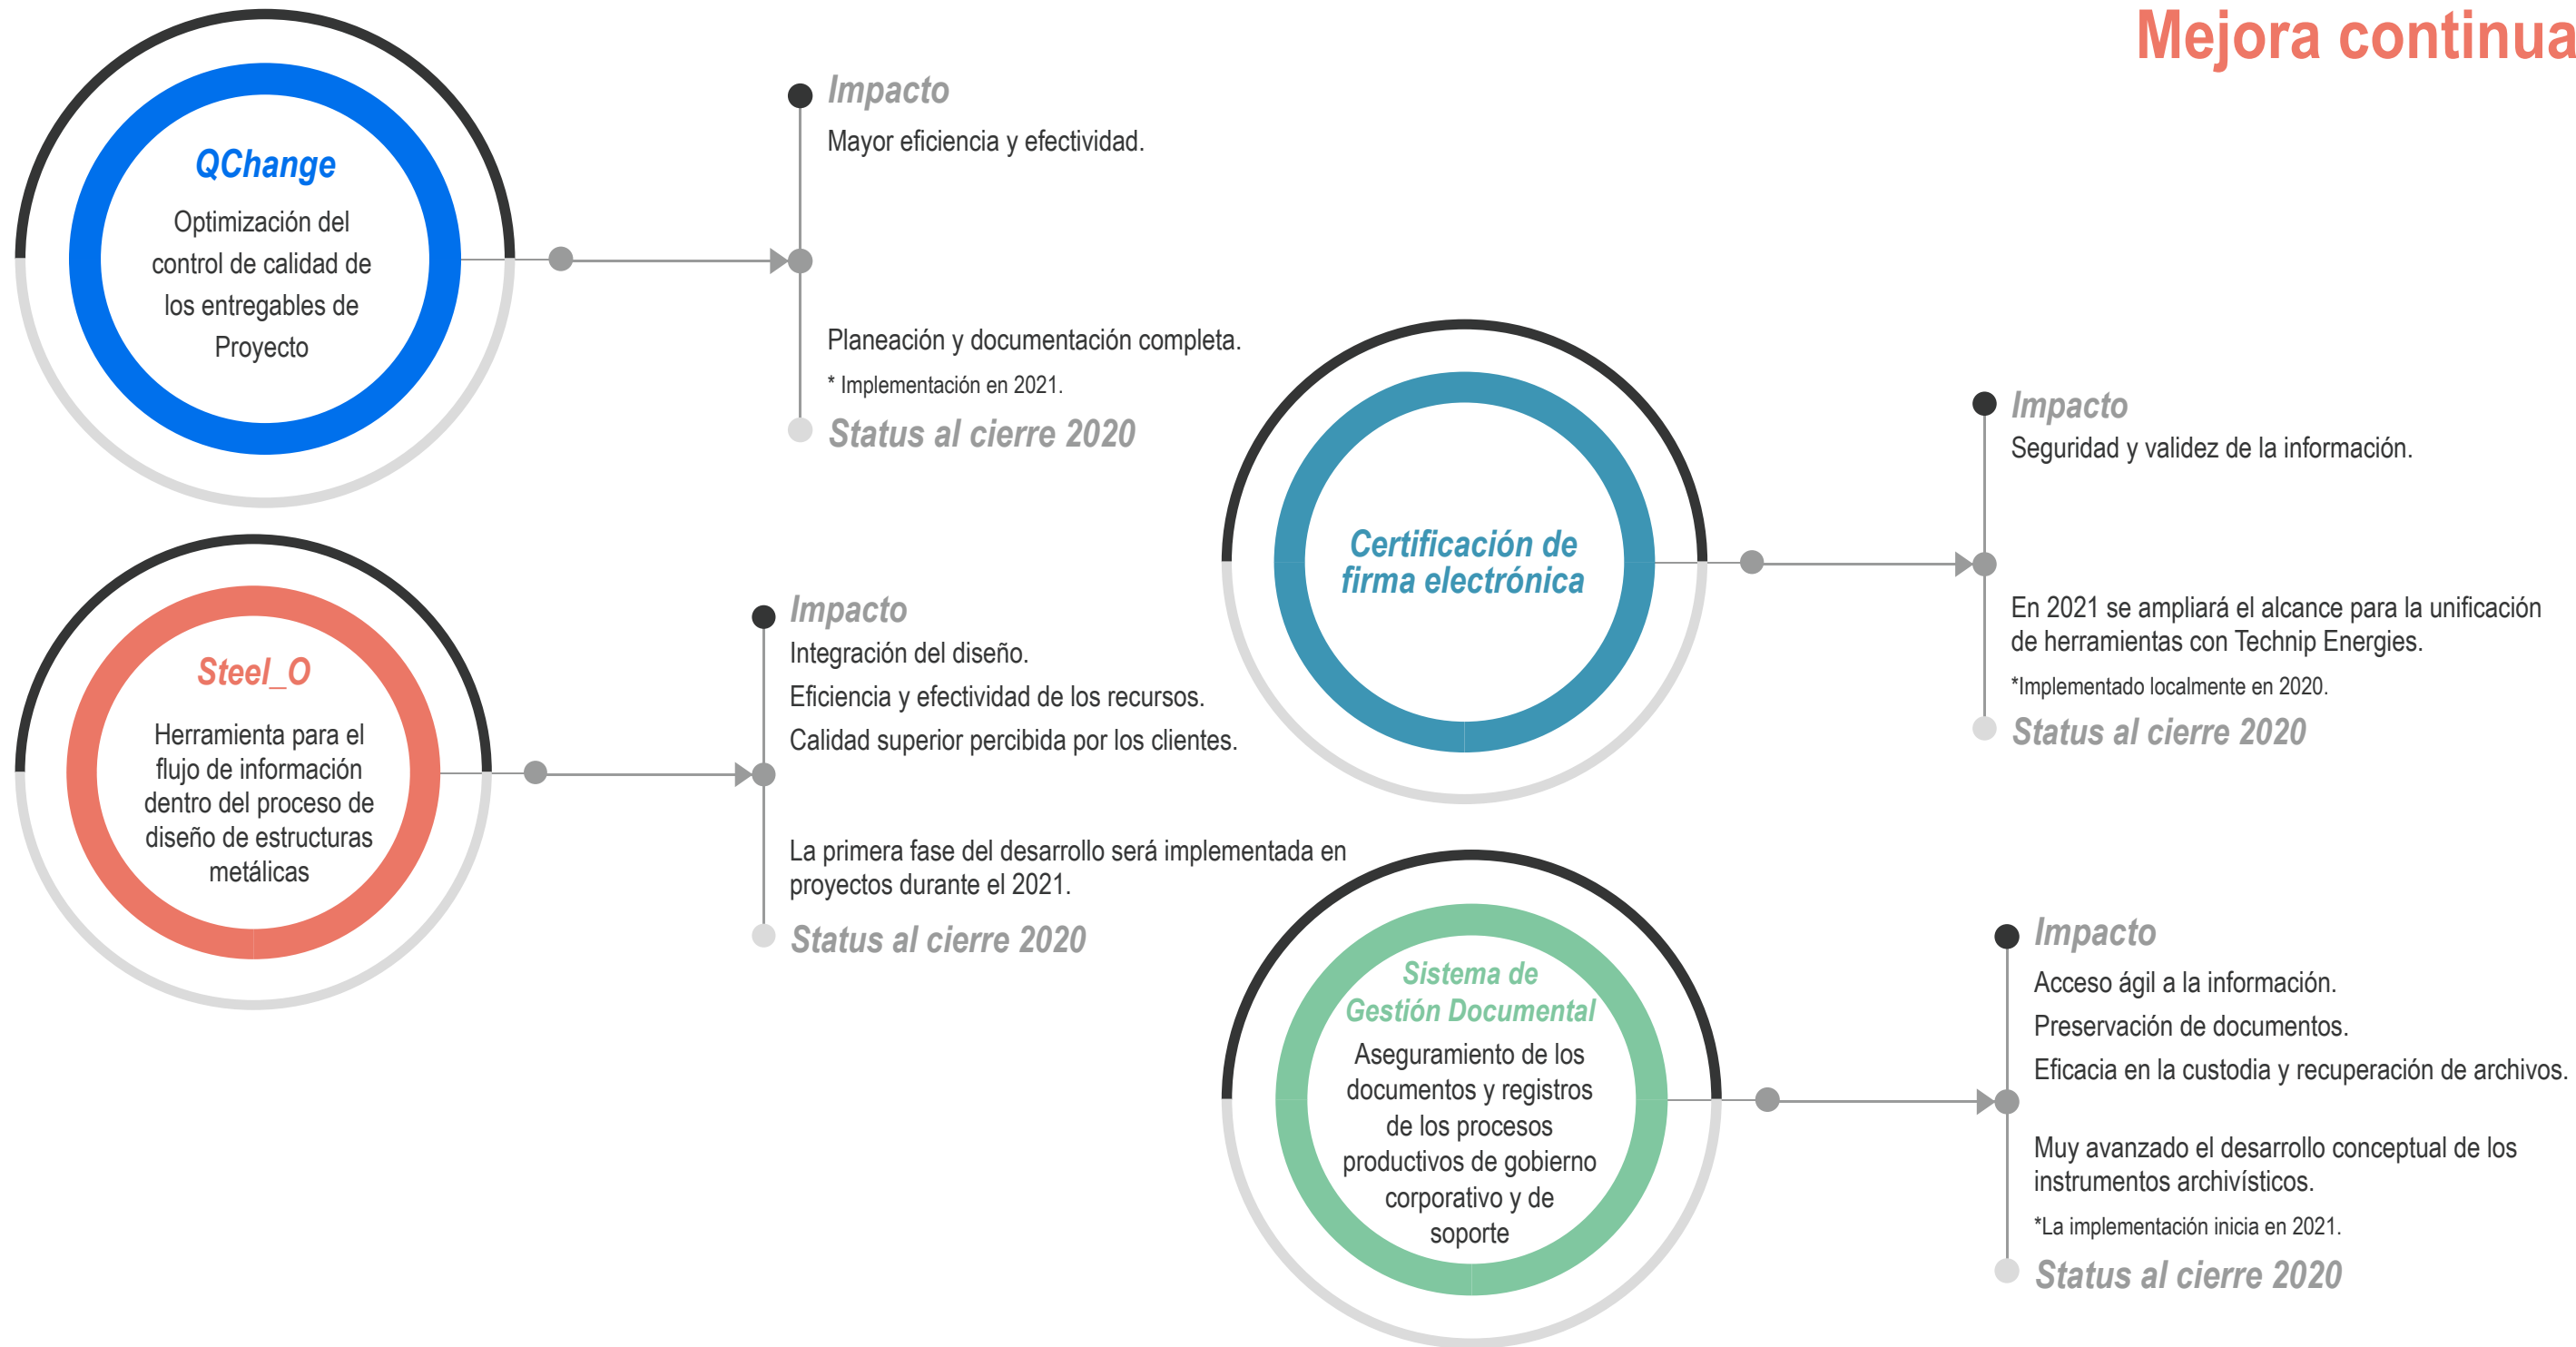 Mejora continua
QChange
Optimización del
control de calidad de
los entregables de
Proyecto
Impacto
Mayor eficiencia y efectividad.
Planeación y documentación completa.
* Implementación en 2021.
Status al cierre 2020
Steel_O
Herramienta para el
flujo de información
dentro del proceso de
diseño de estructuras
metálicas
Impacto
Integración del diseño.
Eficiencia y efectividad de los recursos.
Calidad superior percibida por los clientes.
La primera fase del desarrollo será implementada en
proyectos durante el 2021.
Status al cierre 2020
Certificación de
firma electrónica
Impacto
Seguridad y validez de la información.
En 2021 se ampliará el alcance para la unificación
de herramientas con Technip Energies.
*Implementado localmente en 2020.
Status al cierre 2020
Sistema de
Gestión Documental
Aseguramiento de los
documentos y registros
de los procesos
productivos de gobierno
corporativo y de
soporte
Impacto
Acceso ágil a la información.
Preservación de documentos.
Eficacia en la custodia y recuperación de archivos.
Muy avanzado el desarrollo conceptual de los
instrumentos archivísticos.
*La implementación inicia en 2021.
Status al cierre 2020